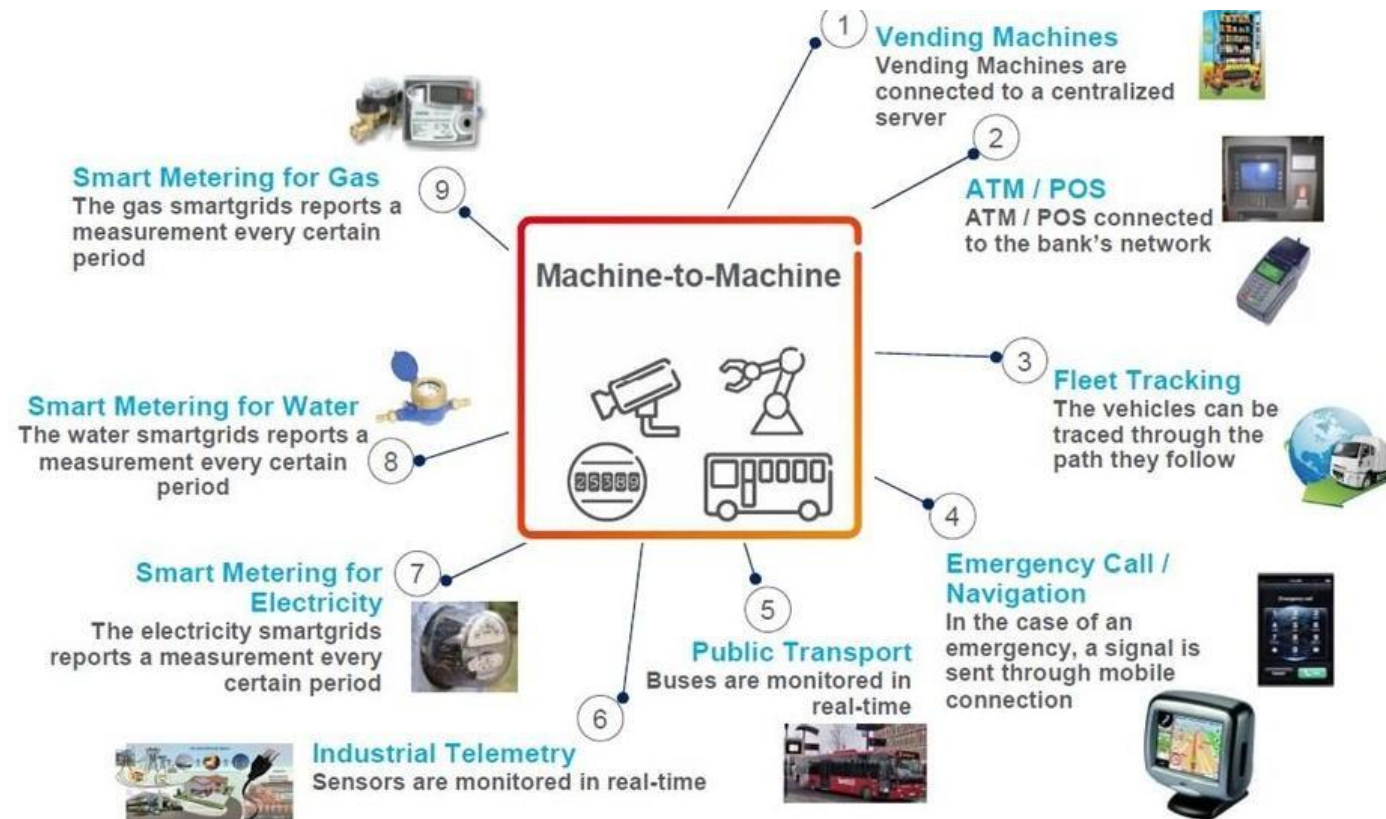 1
Vending Machines
Vending Machines are
connected to a centralized
server
2
ATM / POS
ATM / POS connected
to the bank's network
3
Fleet Tracking
The vehicles can be
traced through the
path they follow
4
Emergency Call /
Navigation
In the case of an
emergency, a signal is
sent through mobile
connection
5
Public Transport
Buses are monitored in
real-time
6
Industrial Telemetry
Sensors are monitored in real-time
7
Smart Metering for
Electricity
The electricity smartgrids
reports a measurement every
certain period
8
Smart Metering for Water
The water smartgrids reports a
measurement every certain
period
9
Smart Metering for Gas
The gas smartgrids reports a
measurement every certain
period
Machine-to-Machine
25389
Emergency call